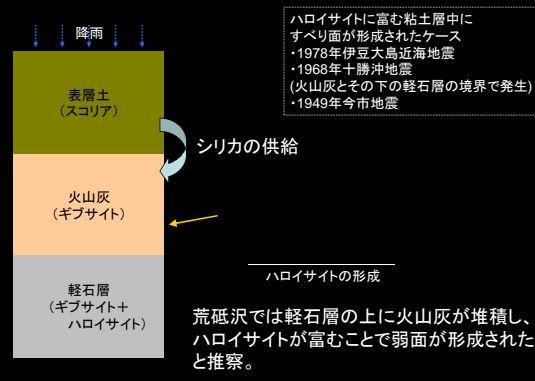 降雨
ハロイサイトに富む粘土層中に
すべり面が形成されたケース
・1978年伊豆大島近海地震
・1968年十勝沖地震
(火山灰とその下の軽石層の境界で発生)
・1949年今市地震
表層土
(スコリア)
シリカの供給
火山灰
(ギブサイト)
軽石層
(ギブサイト+
ハロイサイト)
ハロイサイトの形成
荒砥沢では軽石層の上に火山灰が堆積し、
ハロイサイトが富むことで弱面が形成された
と推察。